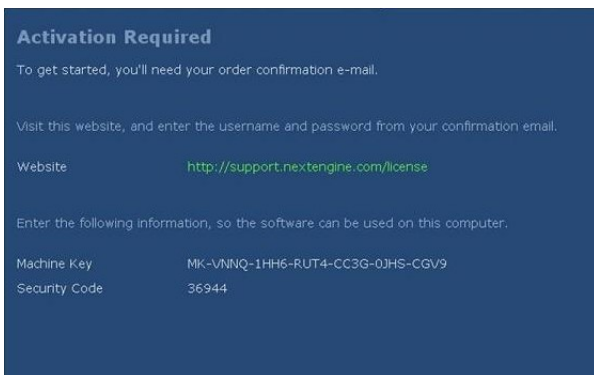 Activation Required
To get started, you'll need your order confirmation e-mail.
Visit this website, and enter the username and password from your confirmation email.
Website http://support.nextengine.com/license
Enter the following information, so the software can be used on this computer.
Machine Key MK-VNNQ-1HH6-RUT4-CC3G-0JHS-CGV9
Security Code 36944